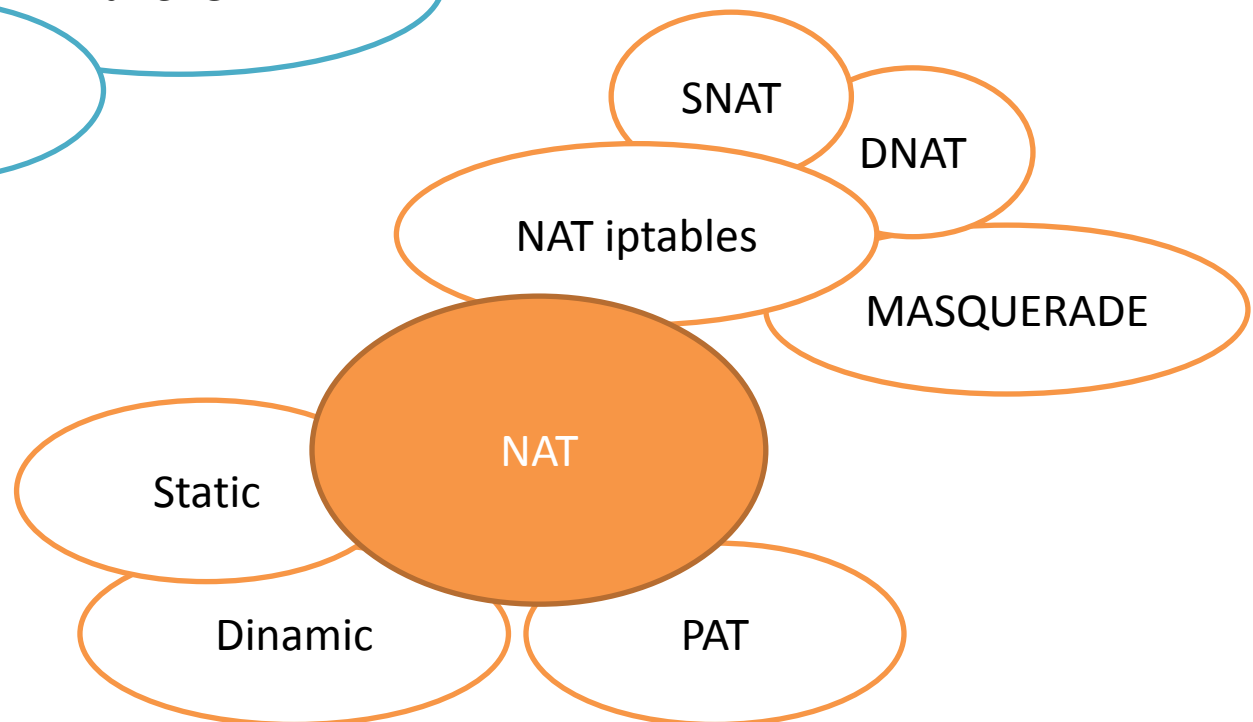 SNAT
DNAT
NAT iptables
MASQUERADE
NAT
Static
Dinamic
PAT